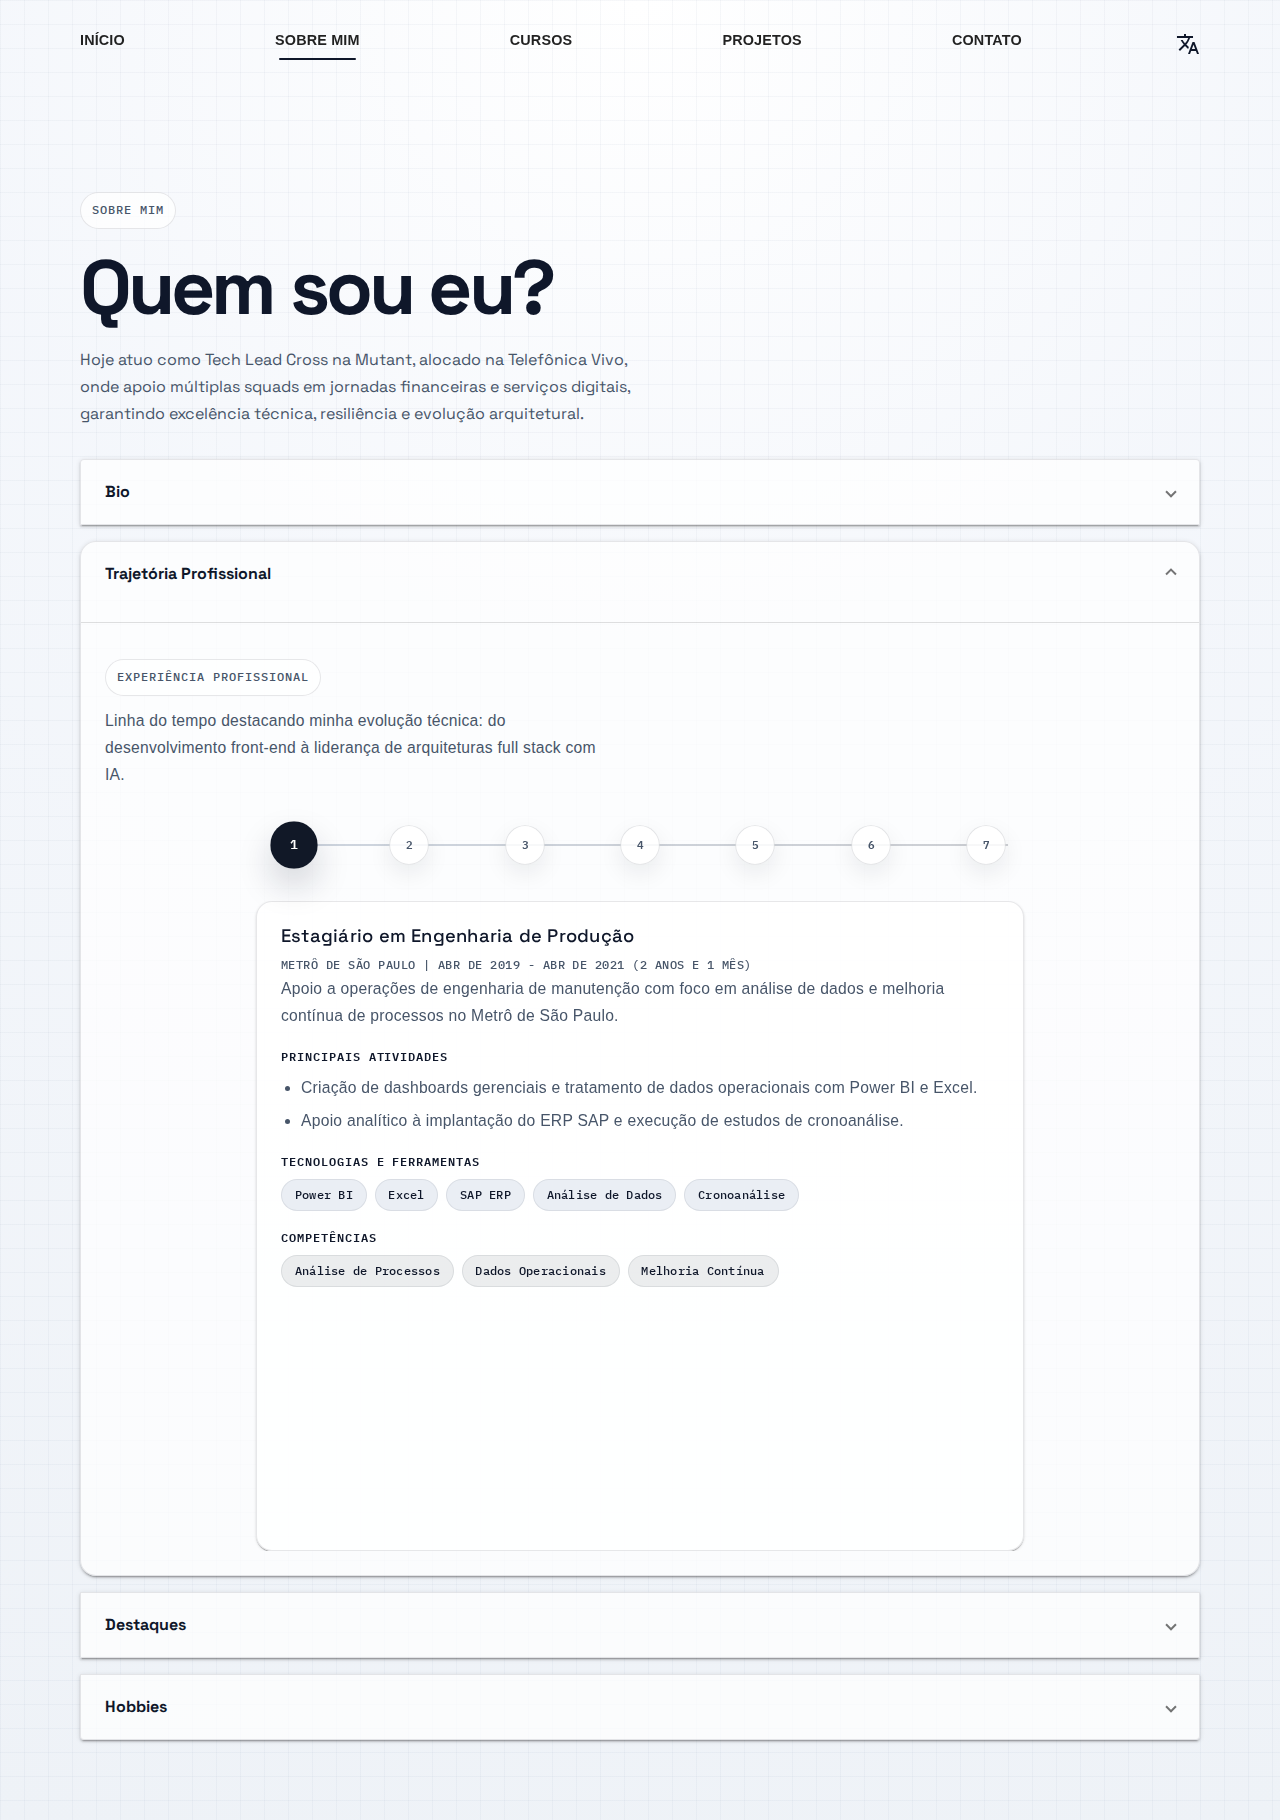 INÍCIO
SOBRE MIM
CURSOS
PROJETOS
CONTATO
SOBRE MIM
Quem sou eu?
Hoje atuo como Tech Lead Cross na Mutant, alocado na Telefônica Vivo,
onde apoio múltiplas squads em jornadas financeiras e serviços digitais,
garantindo excelência técnica, resiliência e evolução arquitetural.
Bio
Trajetória Profissional
EXPERIÊNCIA PROFISSIONAL
Linha do tempo destacando minha evolução técnica: do
desenvolvimento front-end à liderança de arquiteturas full stack com
IA.
1 2 3 4 5 6 7
Estagiário em Engenharia de Produção
METRÔ DE SÃO PAULO | ABR DE 2019 - ABR DE 2021 (2 ANOS E 1 MÊS)
Apoio a operações de engenharia de manutenção com foco em análise de dados e melhoria
contínua de processos no Metrô de São Paulo.
PRINCIPAIS ATIVIDADES
• Criação de dashboards gerenciais e tratamento de dados operacionais com Power BI e Excel.
• Apoio analítico à implantação do ERP SAP e execução de estudos de cronoanálise.
TECNOLOGIAS E FERRAMENTAS
Power BI Excel SAP ERP Análise de Dados Cronoanálise
COMPETÊNCIAS
Análise de Processos Dados Operacionais Melhoria Contínua
Destaques
Hobbies